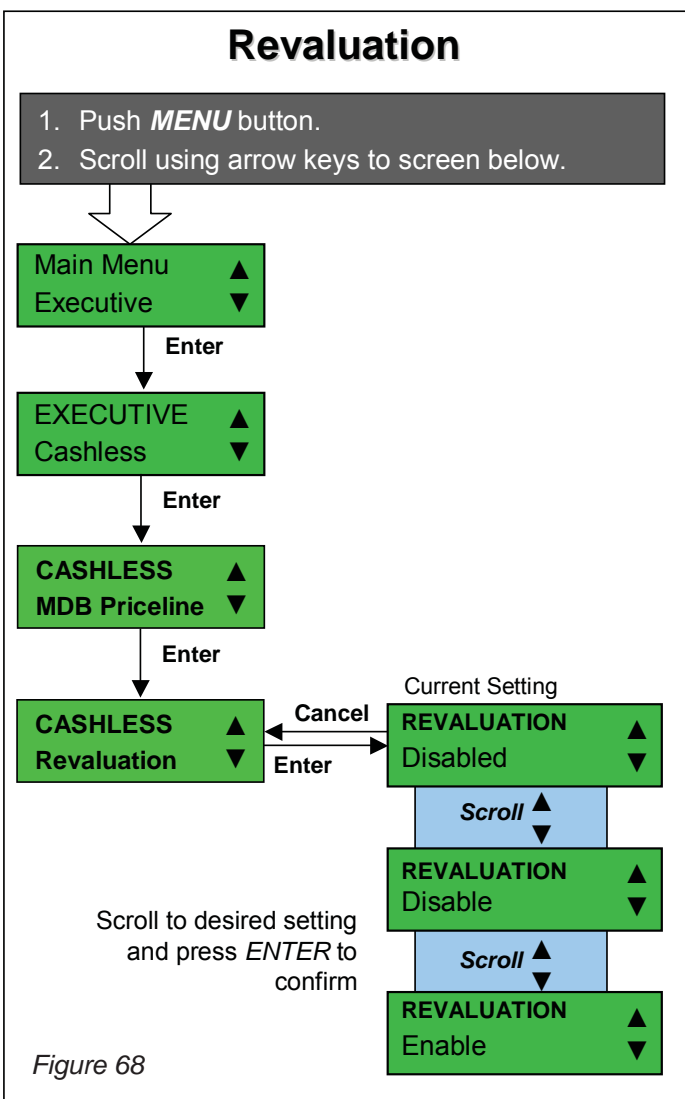 Revaluation
1. Push MENU button.
2. Scroll using arrow keys to screen below.
Main Menu ▲
Executive ▼
Enter
EXECUTIVE ▲
Cashless ▼
Enter
CASHLESS ▲
MDB Priceline ▼
Enter
CASHLESS ▲
Revaluation ▼
Cancel
Enter
Current Setting
REVALUATION ▲
Disabled ▼
Scroll ▲
▼
REVALUATION ▲
Disable ▼
Scroll ▲
▼
REVALUATION ▲
Enable ▼
Scroll to desired setting
and press ENTER to
confirm
Figure 68